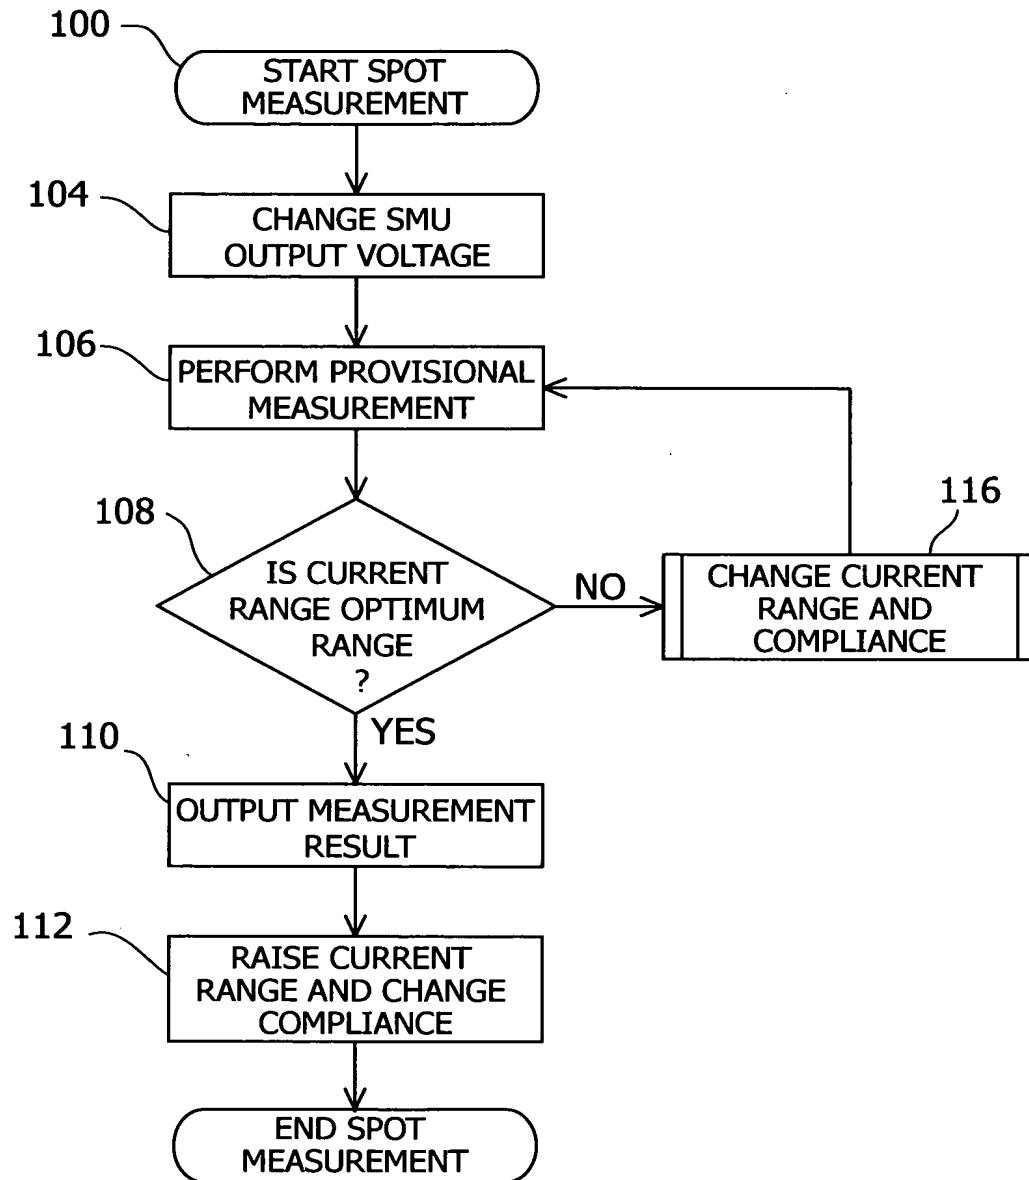 100
START SPOT
MEASUREMENT
104
CHANGE SMU
OUTPUT VOLTAGE
106
PERFORM PROVISIONAL
MEASUREMENT
108
IS CURRENT
RANGE OPTIMUM
RANGE
?
NO
116
CHANGE CURRENT
RANGE AND
COMPLIANCE
YES
110
OUTPUT MEASUREMENT
RESULT
112
RAISE CURRENT
RANGE AND CHANGE
COMPLIANCE
END SPOT
MEASUREMENT